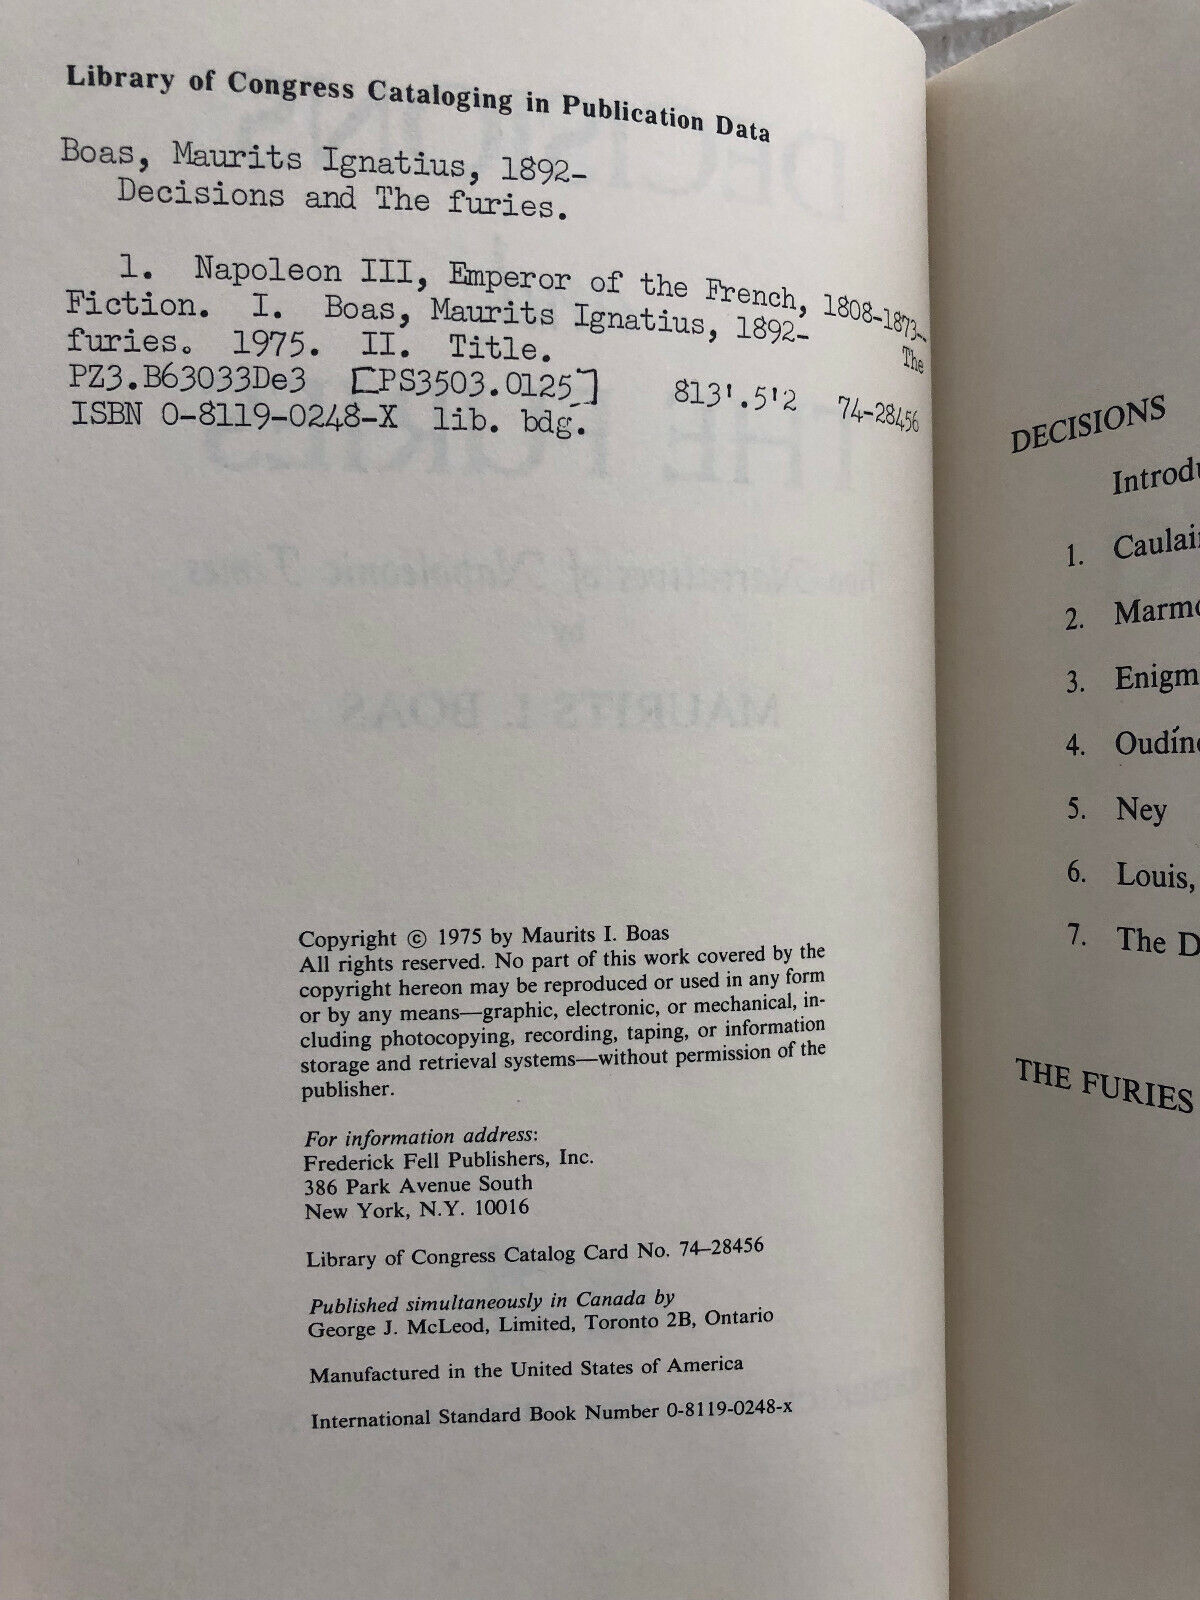 Library of Congress Cataloging in Publication Data
Boas, Maurits Ignatius, 1892-
Decisions and The furies.
1. Napoleon III, Emperor of the French, 1808-1873--
Fiction. I. Boas, Maurits Ignatius, 1892- The
furies. 1975. II. Title.
PZ3.B63033De3 [PS3503.O125] 813'.5'2 74-28456
ISBN 0-8119-0248-X lib. bdg.
MAURITS I. BOAS
Copyright © 1975 by Maurits I. Boas
All rights reserved. No part of this work covered by the
copyright hereon may be reproduced or used in any form
or by any means—graphic, electronic, or mechanical, in-
cluding photocopying, recording, taping, or information
storage and retrieval systems—without permission of the
publisher.
For information address:
Frederick Fell Publishers, Inc.
386 Park Avenue South
New York, N.Y. 10016
Library of Congress Catalog Card No. 74–28456
Published simultaneously in Canada by
George J. McLeod, Limited, Toronto 2B, Ontario
Manufactured in the United States of America
International Standard Book Number 0-8119-0248-x
DECISIONS
Introdu
1. Caulain
2. Marmo
3. Enigm
4. Oudíno
5. Ney
6. Louis,
7. The D
THE FURIES